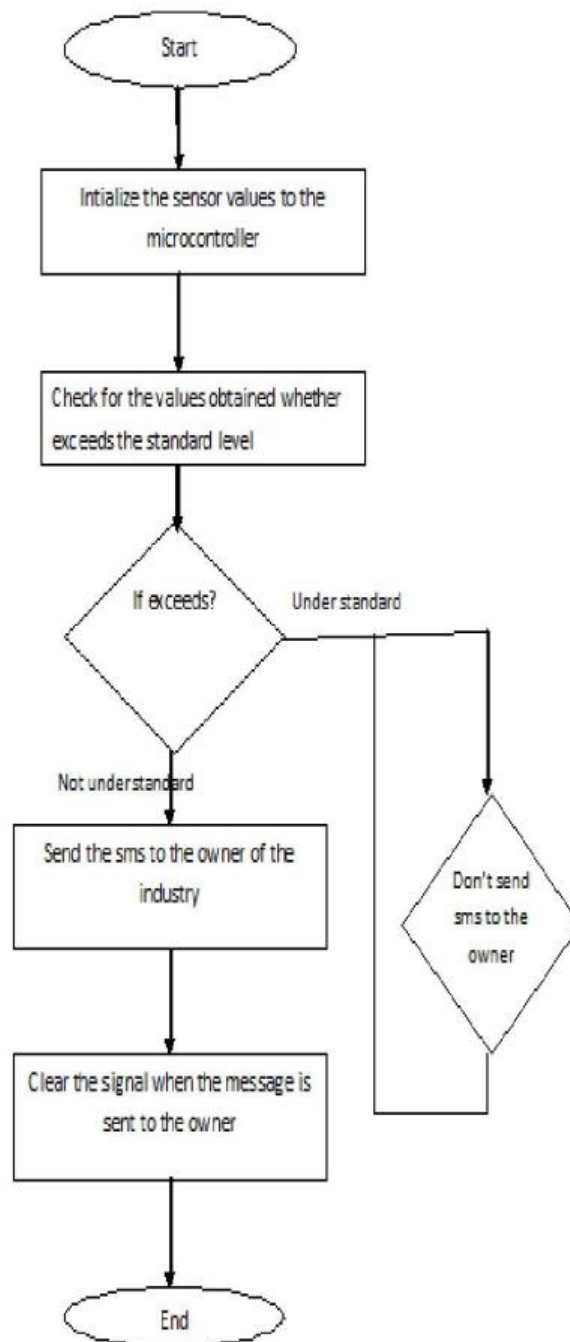 Start
Intialize the sensor values to the
microcontroller
Check for the values obtained whether
exceeds the standard level
If exceeds?
Under standard
Not under standard
Send the sms to the owner of the
industry
Don't send
sms to the
owner
Clear the signal when the message is
sent to the owner
End